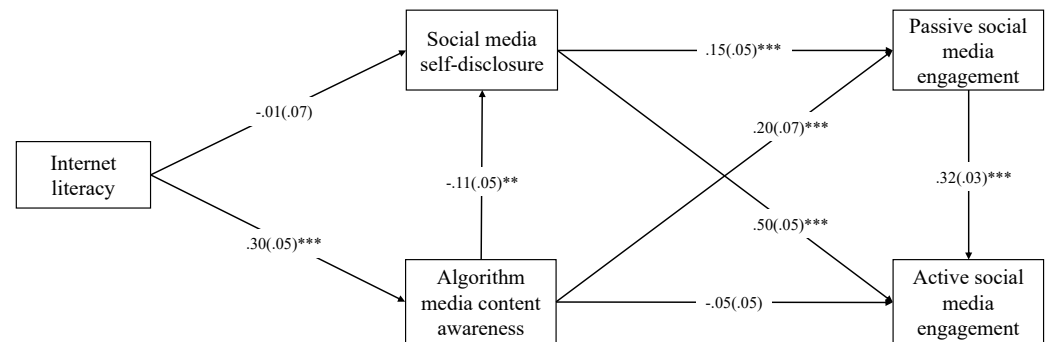 Social media
self-disclosure
Passive social
media
engagement
.15(.05)***
-.01(.07)
.20(.07)***
Internet
literacy
-.11(.05)**
.32(.03)***
.30(.05)***
.50(.05)***
Algorithm
media content
awareness
-.05(.05)
Active social
media
engagement